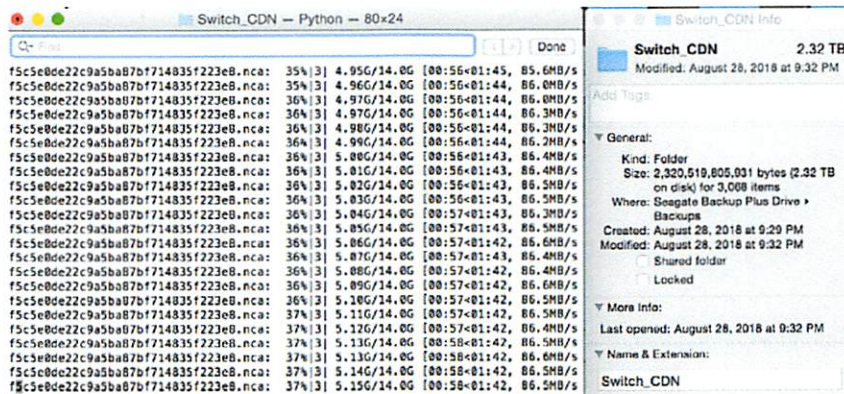 Switch_CDN — Python — 80×24
Find
Done
f5c5e0de22c9a5ba87bf714835f223e8.nca: 35%|3| 4.95G/14.0G [00:56<01:45, 85.6MB/s
f5c5e0de22c9a5ba87bf714835f223e8.nca: 35%|3| 4.96G/14.0G [00:56<01:44, 86.0MB/s
f5c5e0de22c9a5ba87bf714835f223e8.nca: 36%|3| 4.97G/14.0G [00:56<01:44, 86.0MB/s
f5c5e0de22c9a5ba87bf714835f223e8.nca: 36%|3| 4.97G/14.0G [00:56<01:44, 86.3MB/s
f5c5e0de22c9a5ba87bf714835f223e8.nca: 36%|3| 4.98G/14.0G [00:56<01:44, 86.3MB/s
f5c5e0de22c9a5ba87bf714835f223e8.nca: 36%|3| 4.99G/14.0G [00:56<01:44, 86.2MB/s
f5c5e0de22c9a5ba87bf714835f223e8.nca: 36%|3| 5.00G/14.0G [00:56<01:43, 86.4MB/s
f5c5e0de22c9a5ba87bf714835f223e8.nca: 36%|3| 5.01G/14.0G [00:56<01:43, 86.4MB/s
f5c5e0de22c9a5ba87bf714835f223e8.nca: 36%|3| 5.02G/14.0G [00:56<01:43, 86.5MB/s
f5c5e0de22c9a5ba87bf714835f223e8.nca: 36%|3| 5.03G/14.0G [00:56<01:43, 86.5MB/s
f5c5e0de22c9a5ba87bf714835f223e8.nca: 36%|3| 5.04G/14.0G [00:57<01:43, 86.3MB/s
f5c5e0de22c9a5ba87bf714835f223e8.nca: 36%|3| 5.05G/14.0G [00:57<01:43, 86.5MB/s
f5c5e0de22c9a5ba87bf714835f223e8.nca: 36%|3| 5.06G/14.0G [00:57<01:42, 86.6MB/s
f5c5e0de22c9a5ba87bf714835f223e8.nca: 36%|3| 5.07G/14.0G [00:57<01:43, 86.4MB/s
f5c5e0de22c9a5ba87bf714835f223e8.nca: 36%|3| 5.08G/14.0G [00:57<01:42, 86.4MB/s
f5c5e0de22c9a5ba87bf714835f223e8.nca: 36%|3| 5.09G/14.0G [00:57<01:42, 86.6MB/s
f5c5e0de22c9a5ba87bf714835f223e8.nca: 36%|3| 5.10G/14.0G [00:57<01:42, 86.5MB/s
f5c5e0de22c9a5ba87bf714835f223e8.nca: 37%|3| 5.11G/14.0G [00:57<01:42, 86.5MB/s
f5c5e0de22c9a5ba87bf714835f223e8.nca: 37%|3| 5.12G/14.0G [00:57<01:42, 86.4MB/s
f5c5e0de22c9a5ba87bf714835f223e8.nca: 37%|3| 5.13G/14.0G [00:58<01:42, 86.5MB/s
f5c5e0de22c9a5ba87bf714835f223e8.nca: 37%|3| 5.13G/14.0G [00:58<01:42, 86.6MB/s
f5c5e0de22c9a5ba87bf714835f223e8.nca: 37%|3| 5.14G/14.0G [00:58<01:42, 86.5MB/s
f5c5e0de22c9a5ba87bf714835f223e8.nca: 37%|3| 5.15G/14.0G [00:58<01:42, 86.5MB/s
Switch_CDN Info
Switch_CDN 2.32 TB
Modified: August 28, 2018 at 9:32 PM
Add Tags
General:
Kind: Folder
Size: 2,320,519,805,931 bytes (2.32 TB
on disk) for 3,068 items
Where: Seagate Backup Plus Drive ▸
Backups
Created: August 28, 2018 at 9:29 PM
Modified: August 28, 2018 at 9:32 PM
Shared folder
Locked
More Info:
Last opened: August 28, 2018 at 9:32 PM
Name & Extension:
Switch_CDN